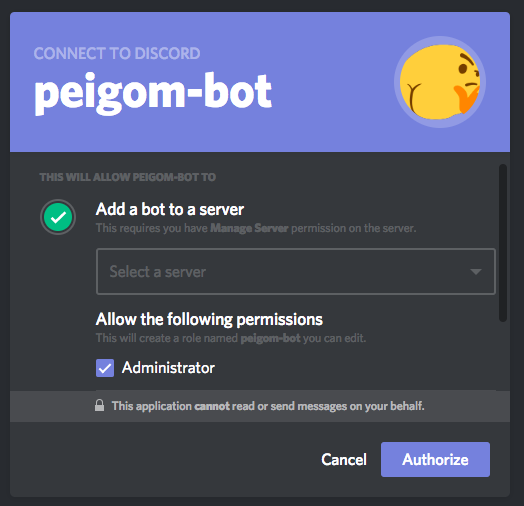 CONNECT TO DISCORD
peigom-bot
THIS WILL ALLOW PEIGOM-BOT TO
Add a bot to a server
This requires you have Manage Server permission on the server.
Select a server
Allow the following permissions
This will create a role named peigom-bot you can edit.
Administrator
This application cannot read or send messages on your behalf.
Cancel
Authorize